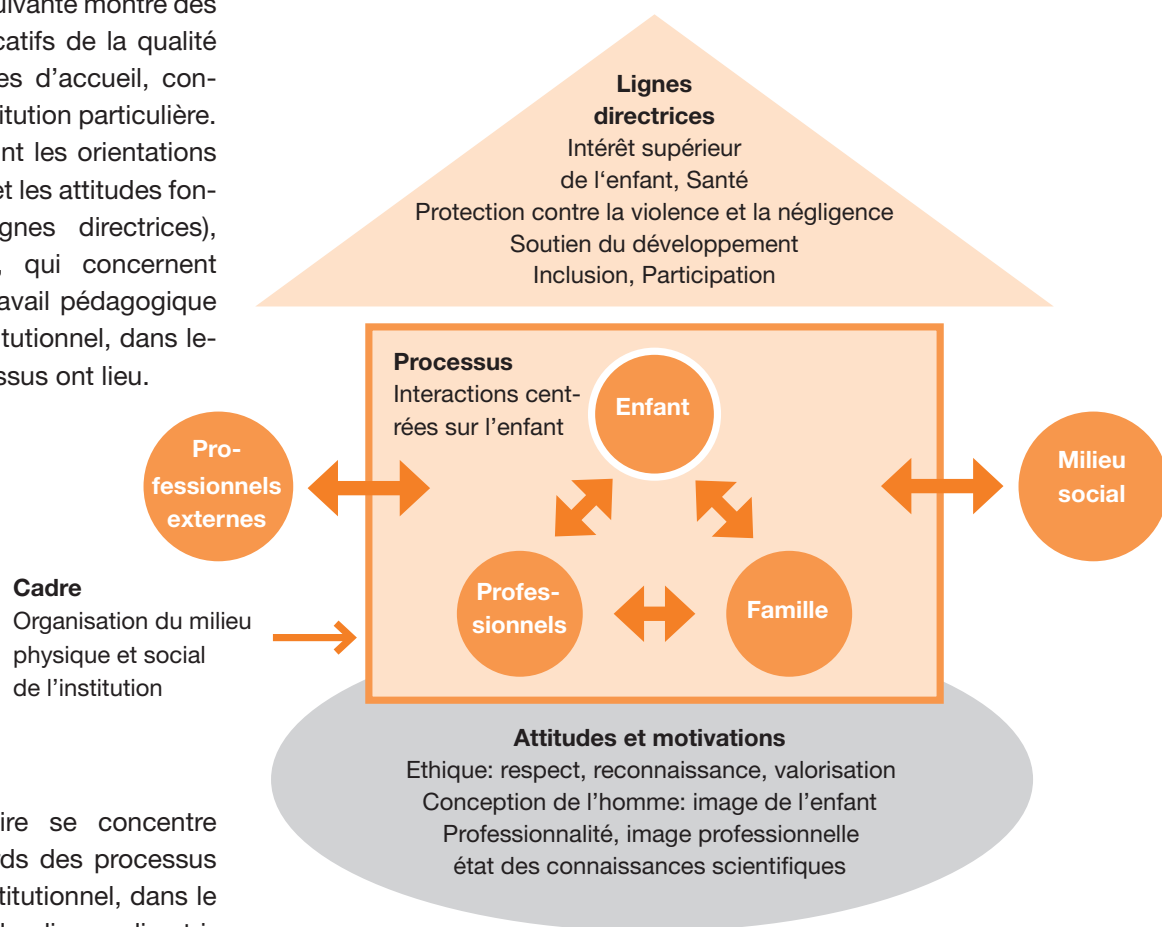 uivante montre des
catifs de la qualité
es d'accueil, con-
titution particulière.
nt les orientations
et les attitudes fon-
gnes directrices),
, qui concernent
avail pédagogique
itutionnel, dans le-
ssus ont lieu.
Lignes
directrices
Intérêt supérieur
de l‘enfant, Santé
Protection contre la violence et la négligence
Soutien du développement
Inclusion, Participation
Processus
Interactions cent-
rées sur l’enfant
Enfant
Pro-
fessionnels
externes
Milieu
social
Profes-
sionnels
Famille
Cadre
Organisation du milieu
physique et social
de l’institution
Attitudes et motivations
Ethique: respect, reconnaissance, valorisation
Conception de l’homme: image de l’enfant
Professionnalité, image professionnelle
état des connaissances scientifiques
ire se concentre
rds des processus
stitutionnel, dans le